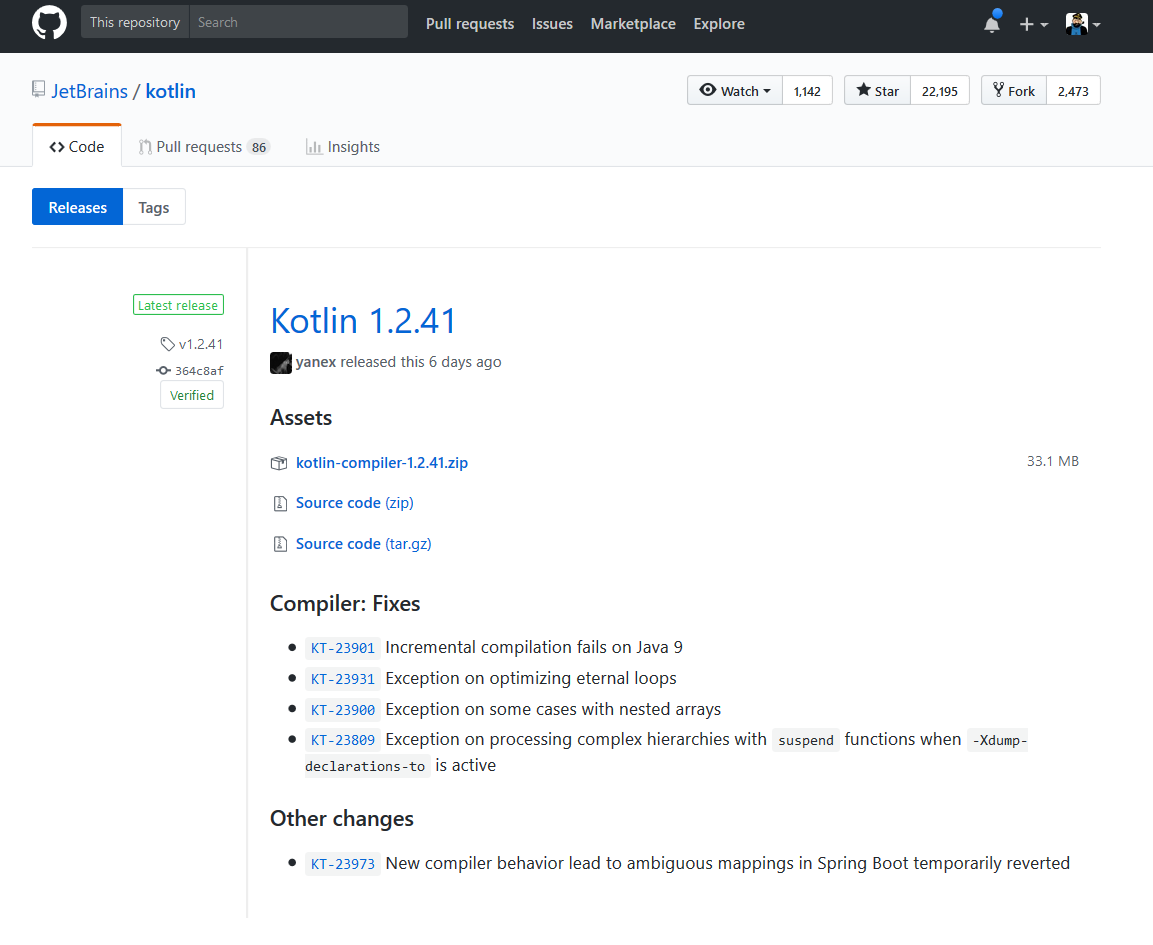 This repository Search Pull requests Issues Marketplace Explore
JetBrains / kotlin Watch 1,142 Star 22,195 Fork 2,473
Code Pull requests 86 Insights
Releases Tags
Latest release
v1.2.41
364c8af
Verified
Kotlin 1.2.41
yanex released this 6 days ago
Assets
kotlin-compiler-1.2.41.zip 33.1 MB
Source code (zip)
Source code (tar.gz)
Compiler: Fixes
KT-23901 Incremental compilation fails on Java 9
KT-23931 Exception on optimizing eternal loops
KT-23900 Exception on some cases with nested arrays
KT-23809 Exception on processing complex hierarchies with suspend functions when -Xdump-
declarations-to is active
Other changes
KT-23973 New compiler behavior lead to ambiguous mappings in Spring Boot temporarily reverted